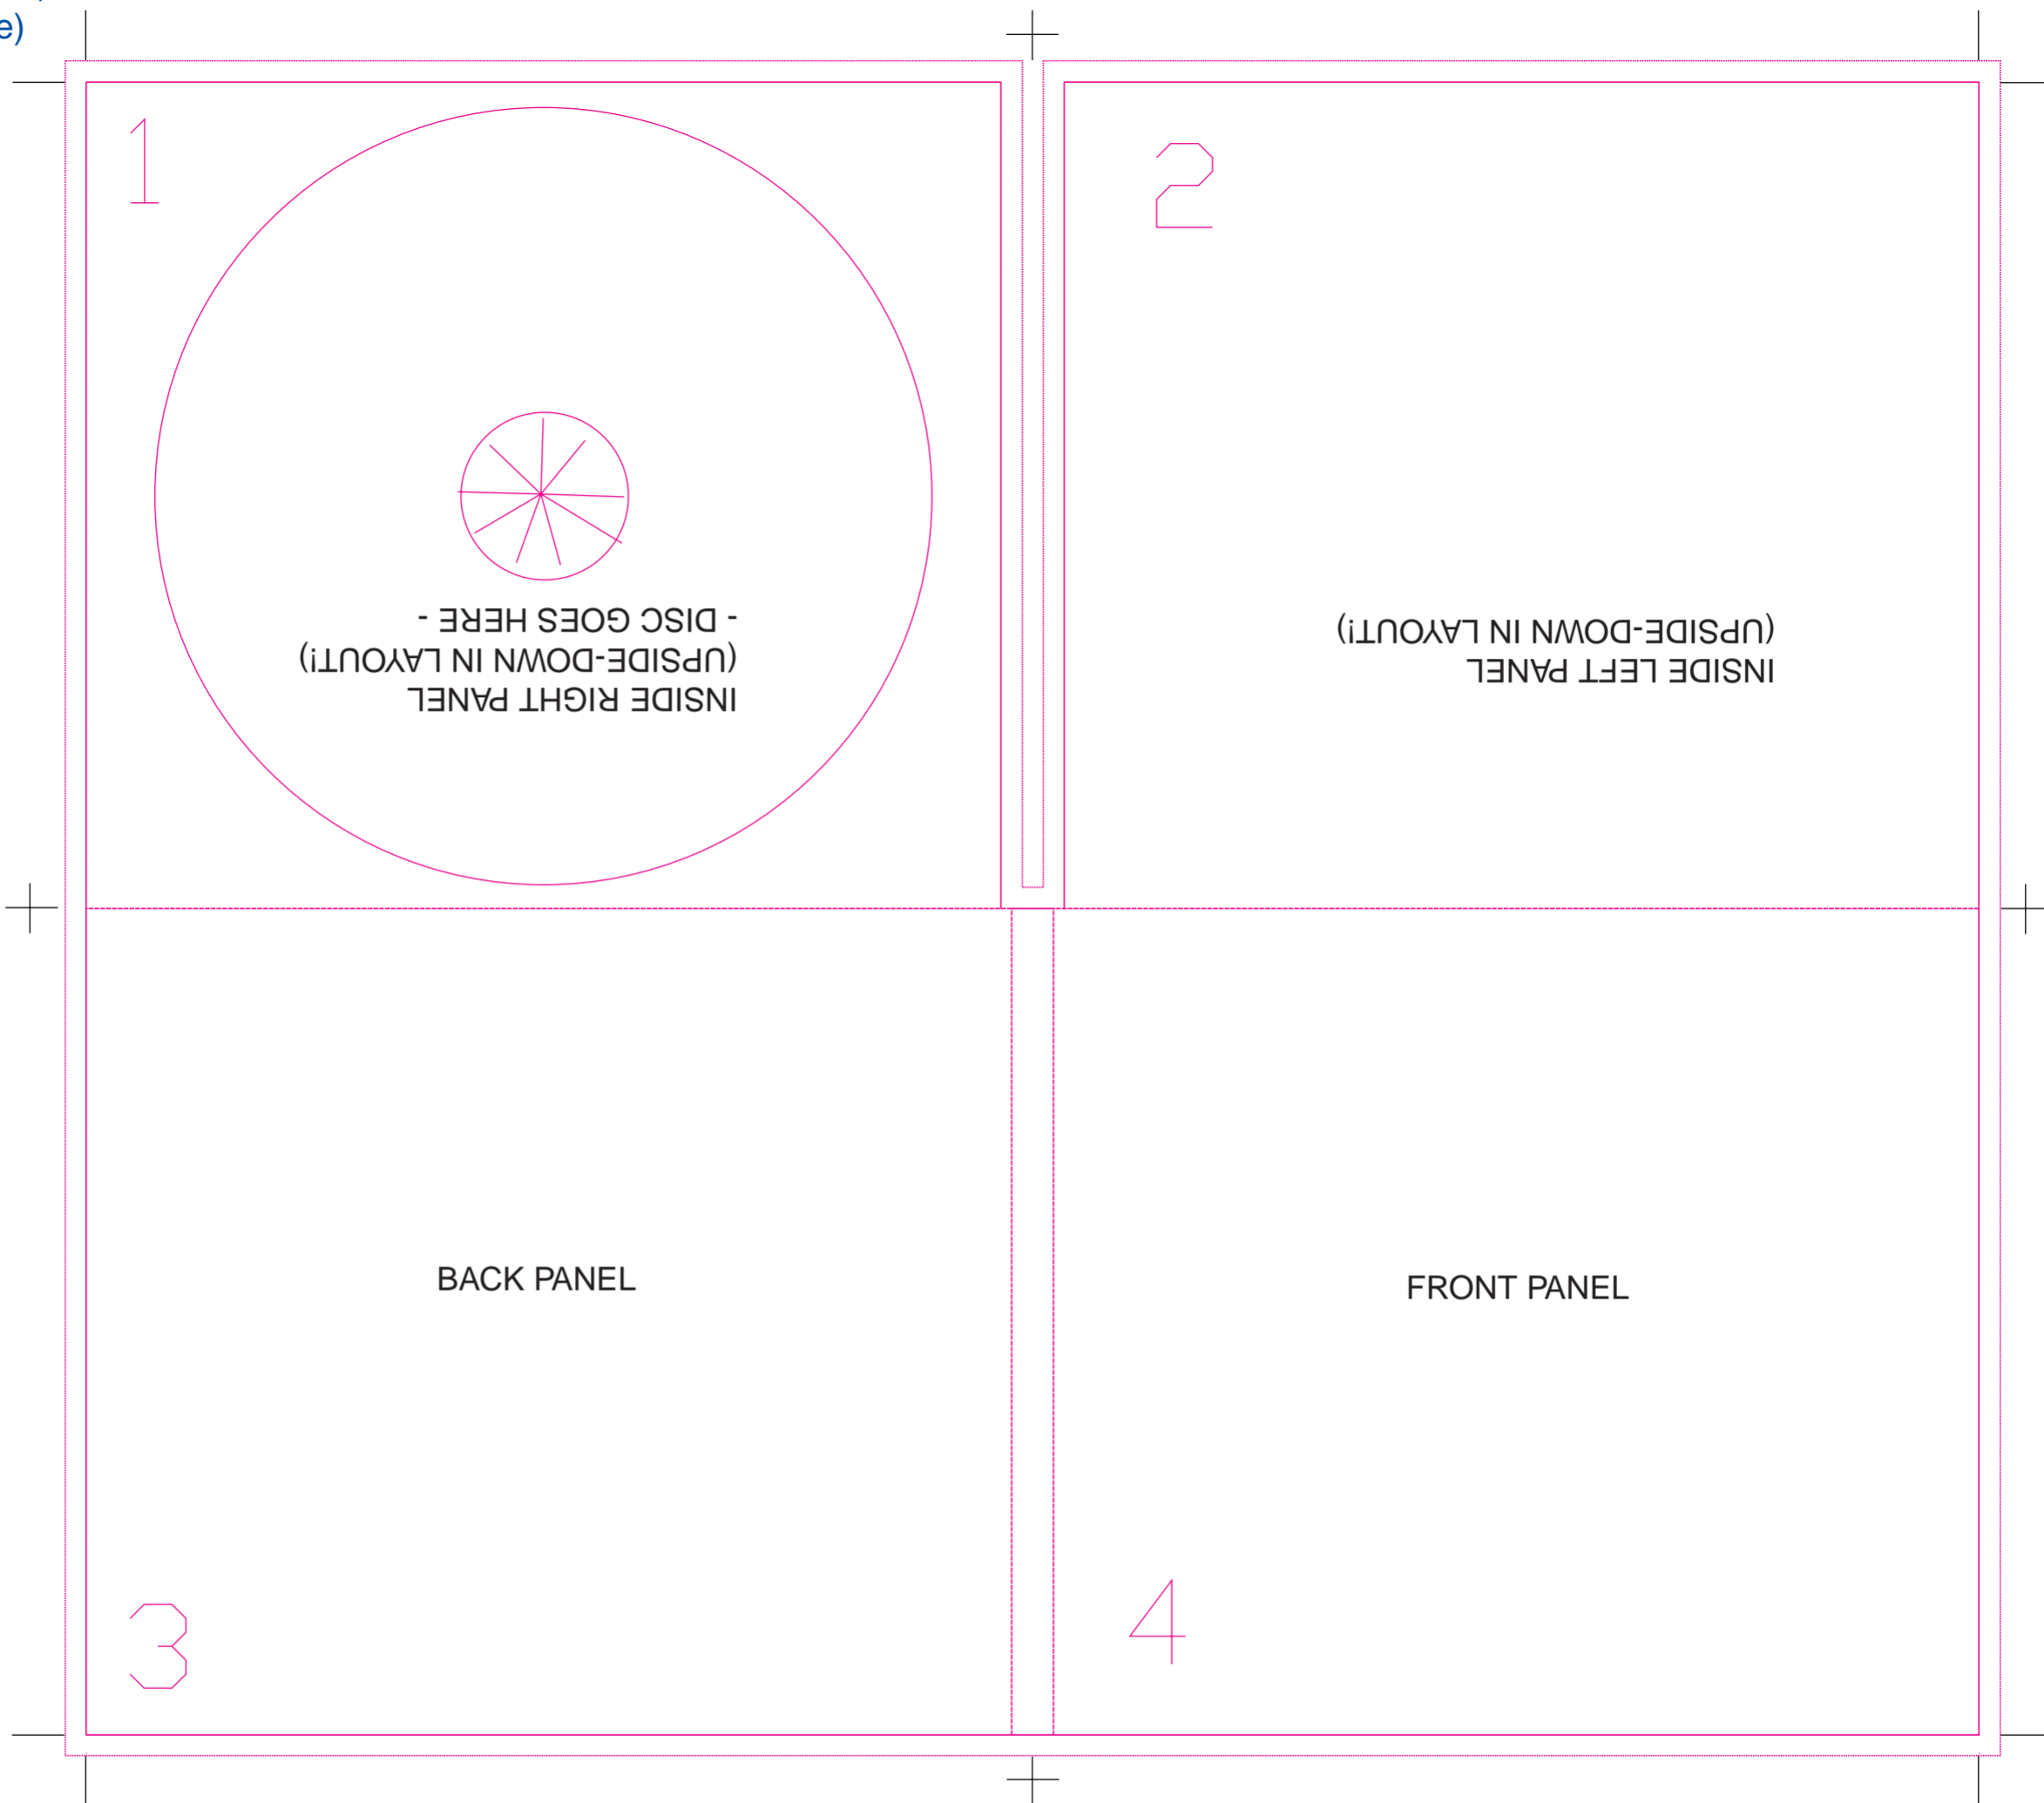 e)
1
2
INSIDE RIGHT PANEL
(UPSIDE-DOWN IN LAYOUT!)
- DISC GOES HERE -
INSIDE LEFT PANEL
(UPSIDE-DOWN IN LAYOUT!)
BACK PANEL
FRONT PANEL
3
4